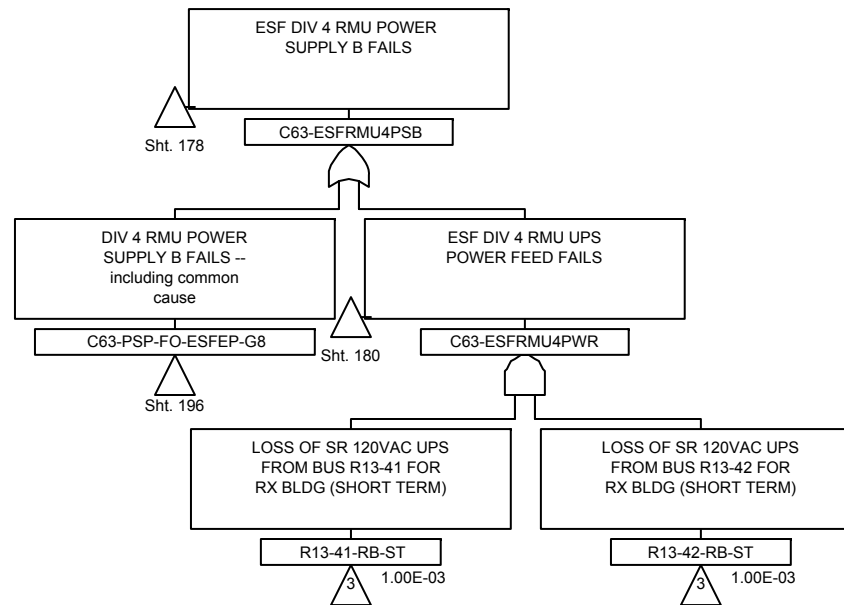 ESF DIV 4 RMU POWER
SUPPLY B FAILS
Sht. 178
C63-ESFRMU4PSB
DIV 4 RMU POWER
SUPPLY B FAILS --
including common
cause
C63-PSP-FO-ESFEP-G8
Sht. 196
ESF DIV 4 RMU UPS
POWER FEED FAILS
Sht. 180
C63-ESFRMU4PWR
LOSS OF SR 120VAC UPS
FROM BUS R13-41 FOR
RX BLDG (SHORT TERM)
R13-41-RB-ST
3
1.00E-03
LOSS OF SR 120VAC UPS
FROM BUS R13-42 FOR
RX BLDG (SHORT TERM)
R13-42-RB-ST
3
1.00E-03